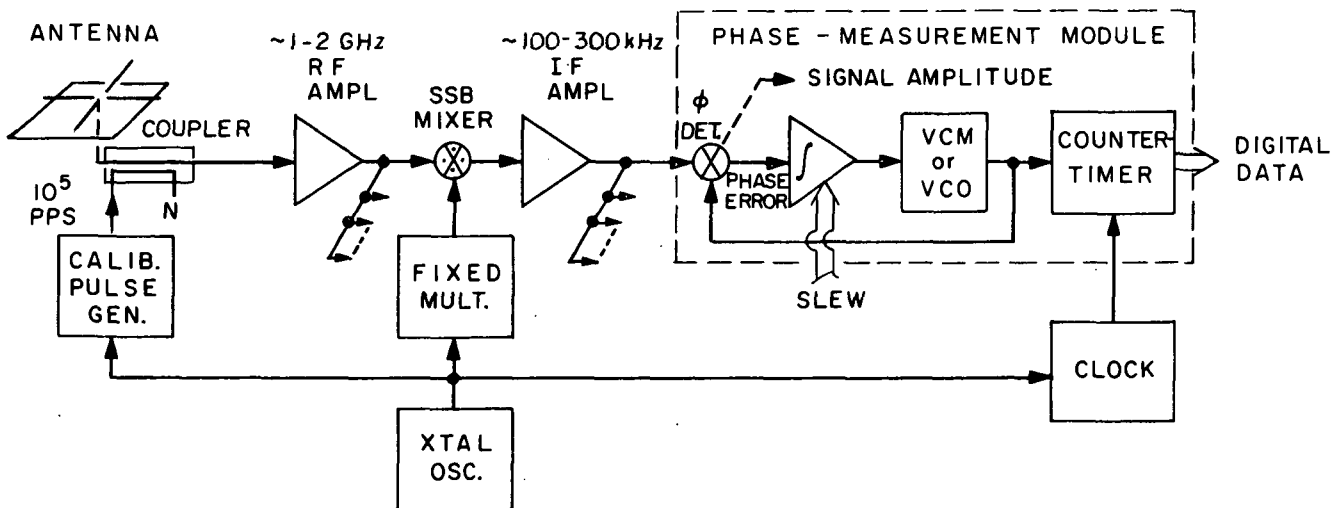 ANTENNA
~1-2 GHz
RF
AMPL
SSB
MIXER
~100-300 kHz
IF
AMPL
PHASE - MEASUREMENT MODULE
SIGNAL AMPLITUDE
COUPLER
10⁵
PPS
N
ϕ
DET.
PHASE
ERROR
∫
VCM
or
VCO
COUNTER-
TIMER
DIGITAL
DATA
CALIB.
PULSE
GEN.
FIXED
MULT.
SLEW
CLOCK
XTAL
OSC.